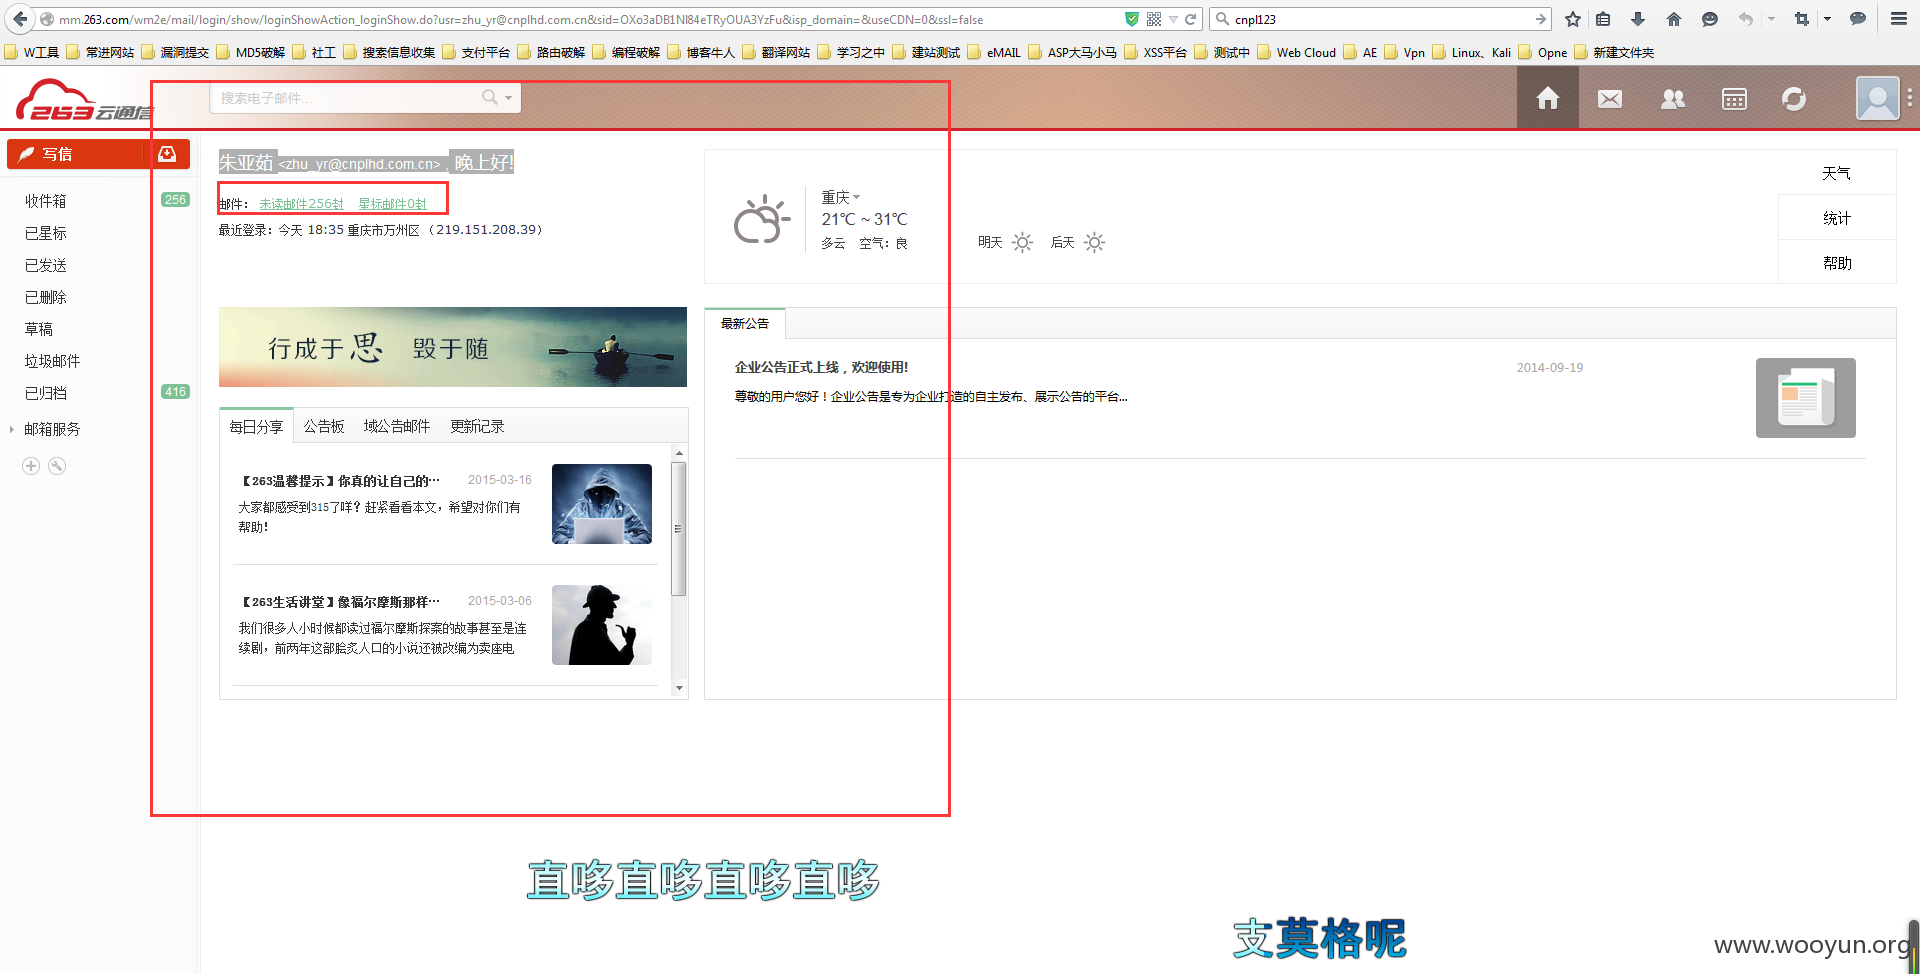 mm.263.com/wm2e/mail/login/show/loginShowAction_loginShow.do?usr=zhu_yr@cnplhd.com.cn&sid=OXo3aDB1NI84eTRyOUA3YzFu&isp_domain=&useCDN=0&ssl=false
cnpl123
W工具 常进网站 漏洞提交 MD5破解 社工 搜索信息收集 支付平台 路由破解 编程破解 博客牛人 翻译网站 学习之中 建站测试 eMAIL ASP大马小马 XSS平台 测试中 Web Cloud AE Vpn Linux、Kali Opne 新建文件夹
263云通信
搜索电子邮件...
写信
收件箱 256
已星标
已发送
已删除
草稿
垃圾邮件
已归档 416
邮箱服务
朱亚茹 <zhu_yr@cnplhd.com.cn>, 晚上好!
邮件： 未读邮件256封 星标邮件0封
最近登录：今天 18:35 重庆市万州区 （219.151.208.39）
重庆
21℃ ~ 31℃
多云 空气：良
明天 后天
天气
统计
帮助
行成于思 毁于随
每日分享 公告板 域公告邮件 更新记录
【263温馨提示】你真的让自己的… 2015-03-16
大家都感受到315了咩？赶紧看看本文，希望对你们有
帮助！
【263生活讲堂】像福尔摩斯那样… 2015-03-06
我们很多人小时候都读过福尔摩斯探案的故事甚至是连
续剧，前两年这部脍炙人口的小说还被改编为卖座电
最新公告
企业公告正式上线，欢迎使用! 2014-09-19
尊敬的用户您好！企业公告是专为企业打造的自主发布、展示公告的平台...
直哆直哆直哆直哆
支莫格呢
www.wooyun.org